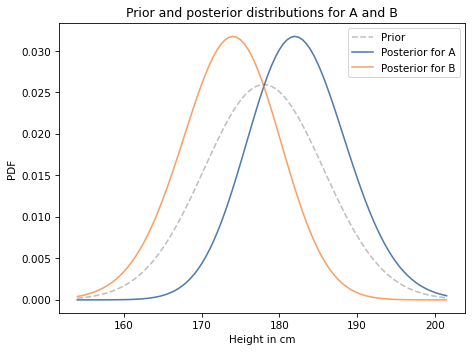 Prior and posterior distributions for A and B
Prior
Posterior for A
Posterior for B
PDF
0.030
0.025
0.020
0.015
0.010
0.005
0.000
160 170 180 190 200
Height in cm